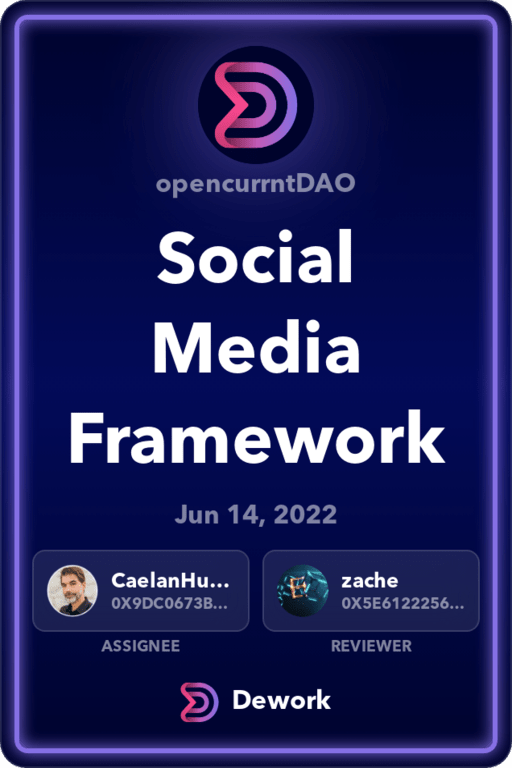 opencurrntDAO
Social
Media
Framework
Jun 14, 2022
CaelanHu...
0X9DC0673B...
zache
0X5E6122256...
ASSIGNEE
REVIEWER
Dework